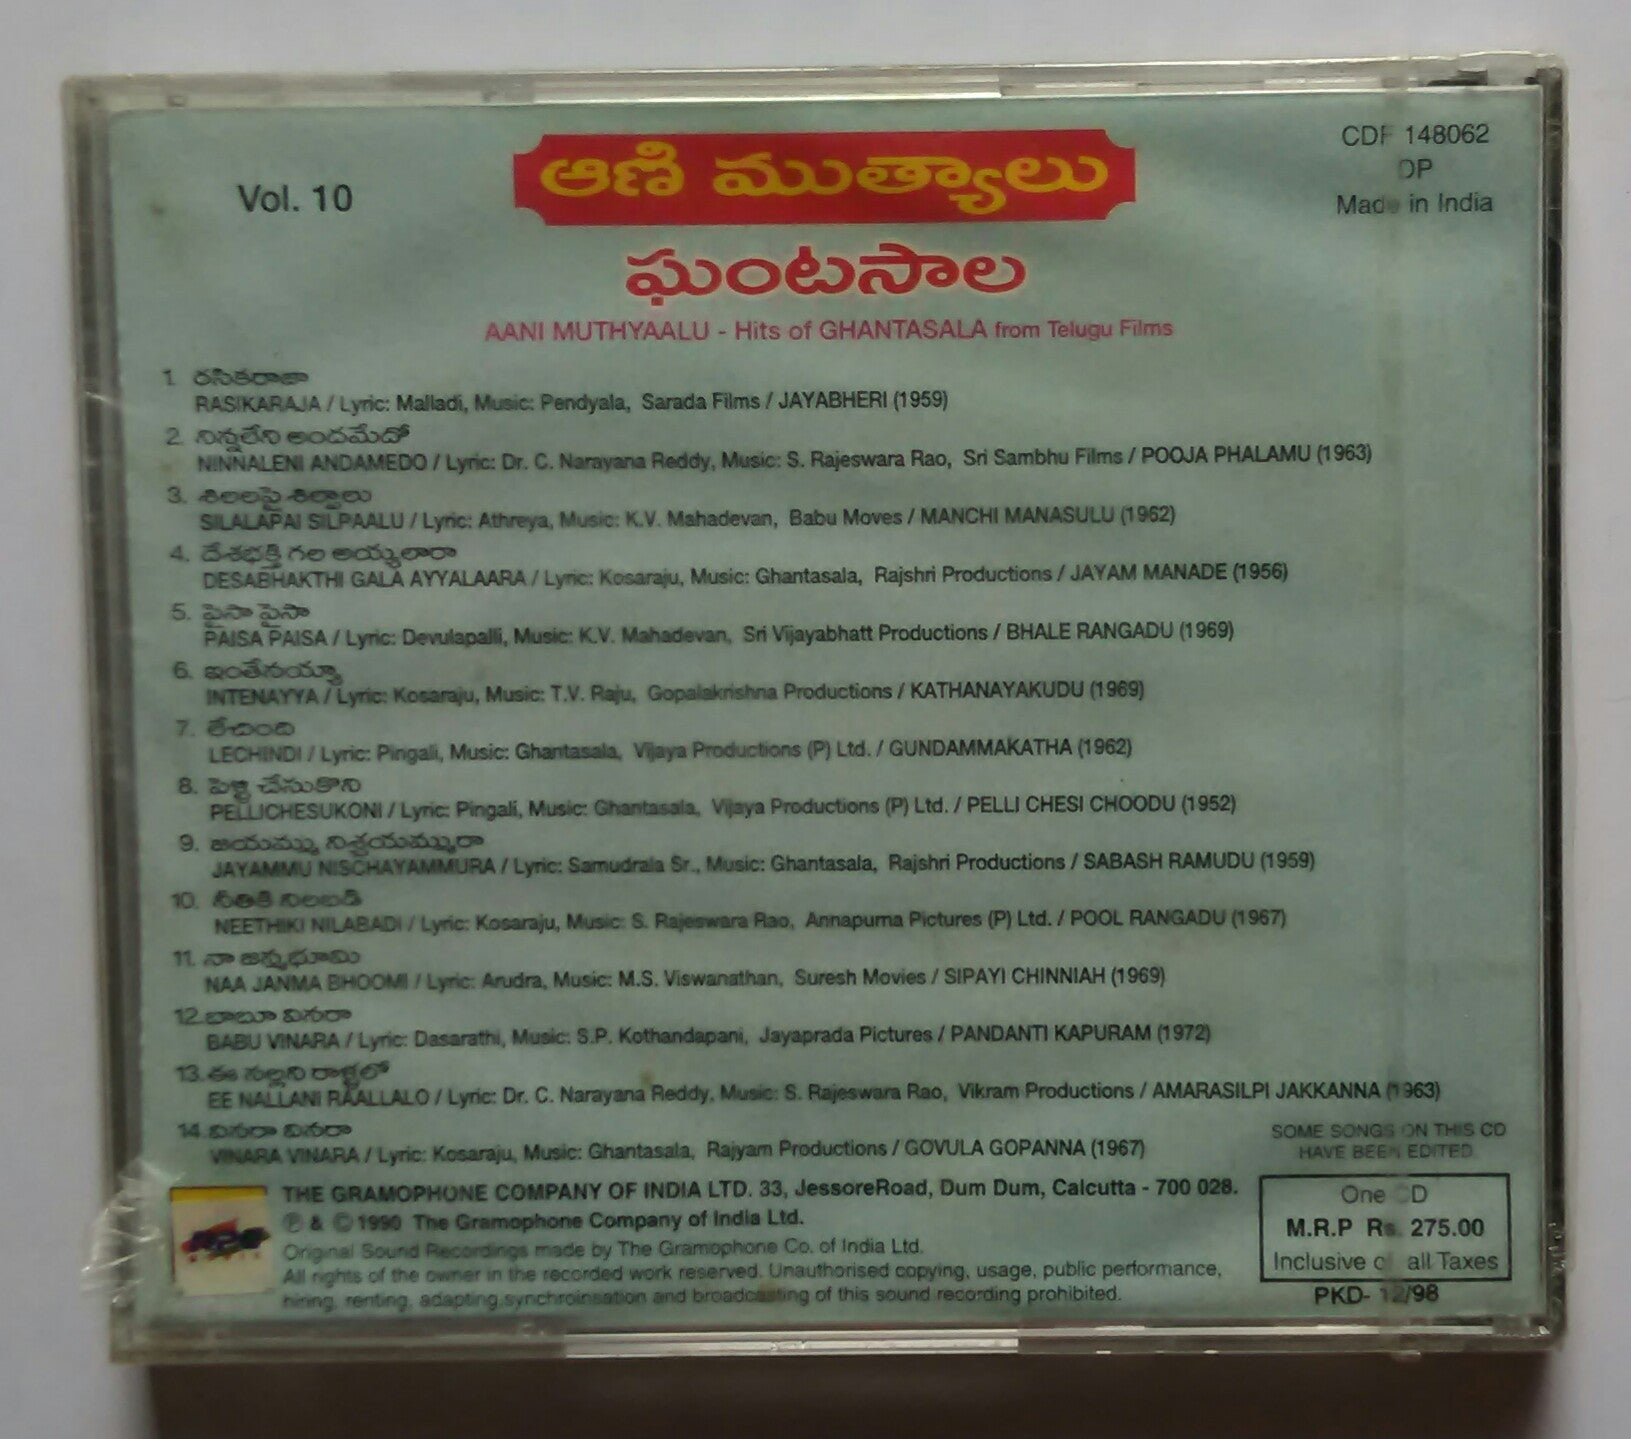 Vol. 10
ఆణి ముత్యాలు
CDF 148062
DP
Made in India
ఘంటసాల
AANI MUTHYAALU - Hits of GHANTASALA from Telugu Films
1. రసికరాజా
RASIKARAJA / Lyric: Malladi, Music: Pendyala, Sarada Films / JAYABHERI (1959)
2. నిన్నలేని అందమేదో
NINNALENI ANDAMEDO / Lyric: Dr. C. Narayana Reddy, Music: S. Rajeswara Rao, Sri Sambhu Films / POOJA PHALAMU (1963)
3. శిలలపై శిల్పాలు
SILALAPAI SILPAALU / Lyric: Athreya, Music: K.V. Mahadevan, Babu Moves / MANCHI MANASULU (1962)
4. దేశభక్తి గల అయ్యలారా
DESABHAKTHI GALA AYYALAARA / Lyric: Kosaraju, Music: Ghantasala, Rajshri Productions / JAYAM MANADE (1956)
5. పైసా పైసా
PAISA PAISA / Lyric: Devulapalli, Music: K.V. Mahadevan, Sri Vijayabhatt Productions / BHALE RANGADU (1969)
6. ఇంతేనయ్యా
INTENAYYA / Lyric: Kosaraju, Music: T.V. Raju, Gopalakrishna Productions / KATHANAYAKUDU (1969)
7. లేచింది
LECHINDI / Lyric: Pingali, Music: Ghantasala, Vijaya Productions (P) Ltd. / GUNDAMMAKATHA (1962)
8. పెళ్ళి చేసుకొని
PELLICHESUKONI / Lyric: Pingali, Music: Ghantasala, Vijaya Productions (P) Ltd. / PELLI CHESI CHOODU (1952)
9. జయమ్ము నిశ్చయమ్మురా
JAYAMMU NISCHAYAMMURA / Lyric: Samudrala Sr., Music: Ghantasala, Rajshri Productions / SABASH RAMUDU (1959)
10. నీతికి నిలబడి
NEETHIKI NILABADI / Lyric: Kosaraju, Music: S. Rajeswara Rao, Annapurna Pictures (P) Ltd. / POOL RANGADU (1967)
11. నా జన్మభూమి
NAA JANMA BHOOMI / Lyric: Arudra, Music: M.S. Viswanathan, Suresh Movies / SIPAYI CHINNIAH (1969)
12. బాబూ వినరా
BABU VINARA / Lyric: Dasarathi, Music: S.P. Kothandapani, Jayaprada Pictures / PANDANTI KAPURAM (1972)
13. ఈ నల్లని రాళ్లలో
EE NALLANI RAALLALO / Lyric: Dr. C. Narayana Reddy, Music: S. Rajeswara Rao, Vikram Productions / AMARASILPI JAKKANNA (1963)
14. వినరా వినరా
VINARA VINARA / Lyric: Kosaraju, Music: Ghantasala, Rajyam Productions / GOVULA GOPANNA (1967)
SOME SONGS ON THIS CD
HAVE BEEN EDITED
THE GRAMOPHONE COMPANY OF INDIA LTD. 33, JessoreRoad, Dum Dum, Calcutta - 700 028.
℗ & © 1990 The Gramophone Company of India Ltd.
Original Sound Recordings made by The Gramophone Co. of India Ltd.
All rights of the owner in the recorded work reserved. Unauthorised copying, usage, public performance,
hiring, renting, adapting, synchroinsation and broadcasting of this sound recording prohibited.
One CD
M.R.P Rs. 275.00
Inclusive of all Taxes
PKD- 12/98